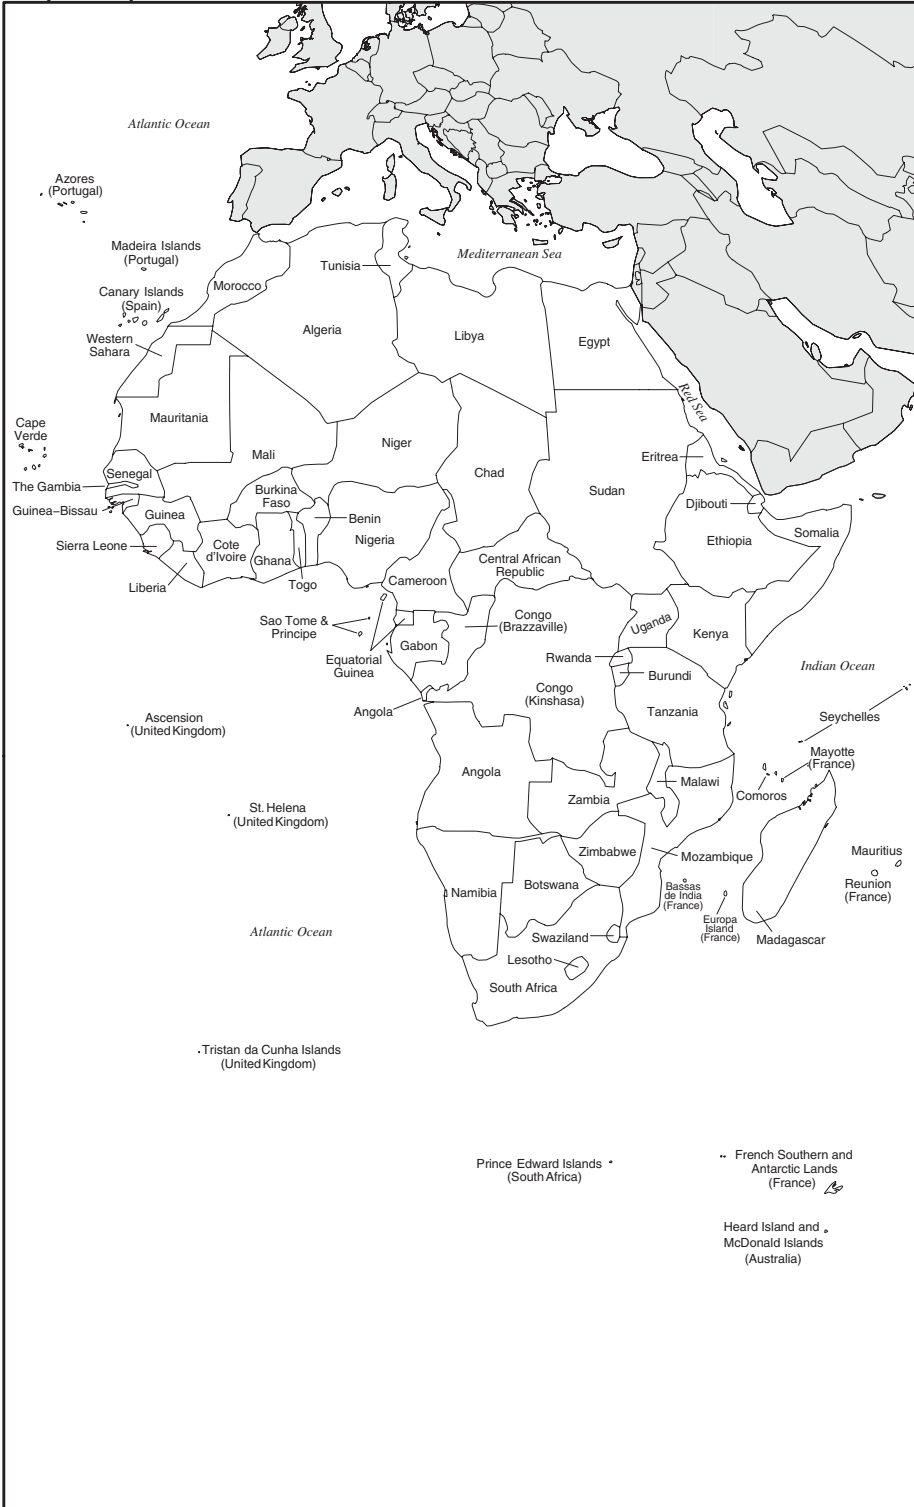 Atlantic Ocean
Azores
(Portugal)
Madeira Islands
(Portugal)
Mediterranean Sea
Tunisia
Morocco
Canary Islands
(Spain)
Algeria
Libya
Egypt
Western
Sahara
Red Sea
Mauritania
Cape
Verde
Niger
Mali
Chad
Eritrea
Senegal
The Gambia
Burkina
Faso
Sudan
Djibouti
Guinea–Bissau
Guinea
Benin
Nigeria
Ethiopia
Somalia
Sierra Leone
Cote
d'Ivoire
Ghana
Central African
Republic
Liberia
Togo
Cameroon
Sao Tome &
Principe
Congo
(Brazzaville)
Uganda
Kenya
Gabon
Equatorial
Guinea
Rwanda
Burundi
Indian Ocean
Congo
(Kinshasa)
Angola
Tanzania
Ascension
(United Kingdom)
Seychelles
Mayotte
(France)
Angola
Malawi
Comoros
Zambia
St. Helena
(United Kingdom)
Zimbabwe
Mozambique
Mauritius
Namibia
Botswana
Bassas
de India
(France)
Reunion
(France)
Europa
Island
(France)
Atlantic Ocean
Swaziland
Madagascar
Lesotho
South Africa
Tristan da Cunha Islands
(United Kingdom)
Prince Edward Islands
(South Africa)
French Southern and
Antarctic Lands
(France)
Heard Island and
McDonald Islands
(Australia)